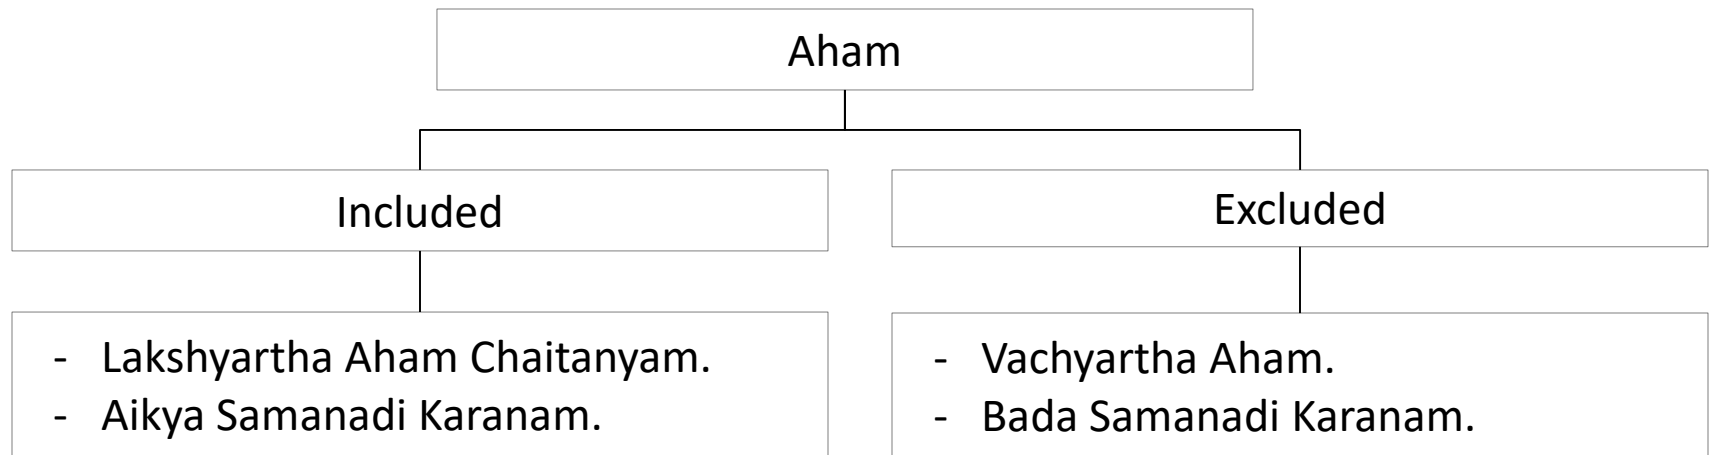 Aham
Included
Excluded
- Lakshyartha Aham Chaitanyam.
- Aikya Samanadi Karanam.
- Vachyartha Aham.
- Bada Samanadi Karanam.